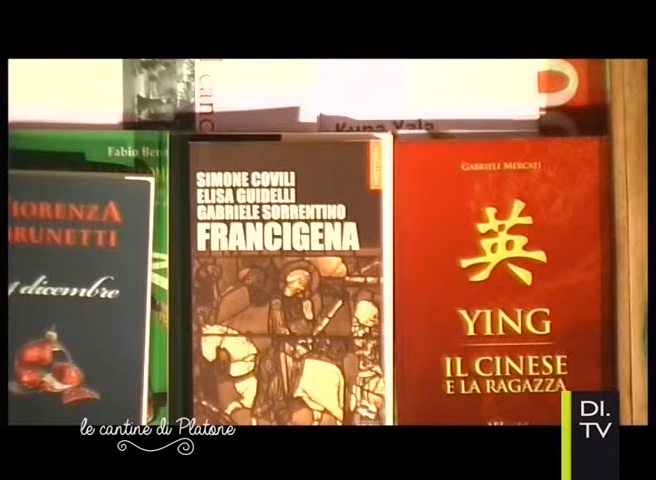 Kuna Yala
Fabio Bon
FIORENZA
BRUNETTI
dicembre
SIMONE COVILI
ELISA GUIDELLI
GABRIELE SORRENTINO
FRANCIGENA
GABRIELE MERCATI
英
YING
IL CINESE
E LA RAGAZZA
le cantine di Platone
DI.
TV